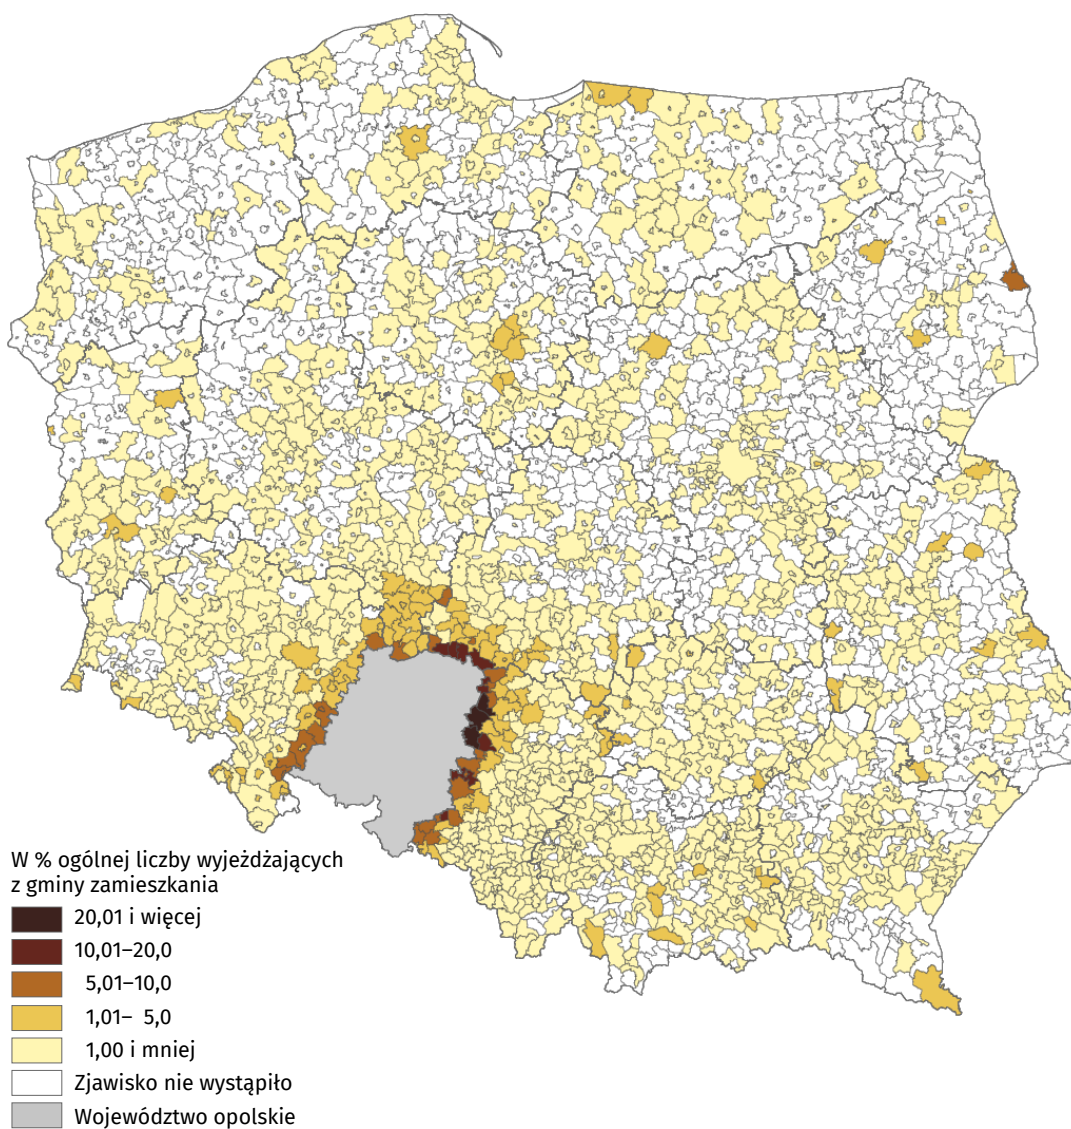 W % ogólnej liczby wyjeżdżających
z gminy zamieszkania
20,01 i więcej
10,01–20,0
5,01–10,0
1,01– 5,0
1,00 i mniej
Zjawisko nie wystąpiło
Województwo opolskie